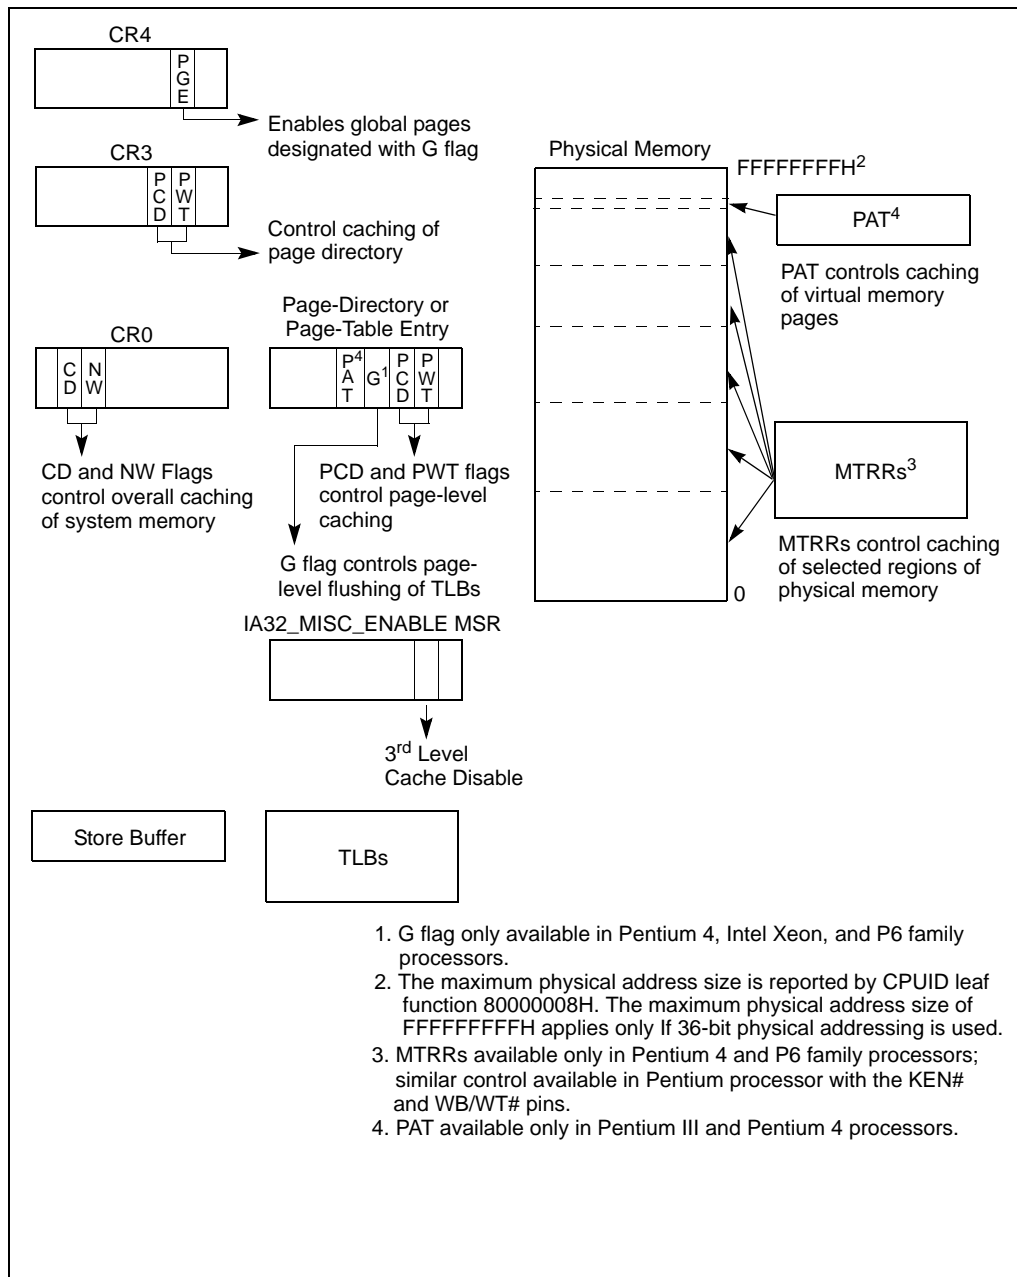 CR4
PGE
Enables global pages
designated with G flag
CR3
PCD PWT
Control caching of
page directory
CR0
CD NW
CD and NW Flags
control overall caching
of system memory
Page-Directory or
Page-Table Entry
PAT4 G1 PCD PWT
PCD and PWT flags
control page-level
caching
G flag controls page-
level flushing of TLBs
IA32_MISC_ENABLE MSR
3rd Level
Cache Disable
Store Buffer
TLBs
Physical Memory
FFFFFFFFH2
PAT4
PAT controls caching
of virtual memory
pages
MTRRs3
MTRRs control caching
of selected regions of
physical memory
0
1. G flag only available in Pentium 4, Intel Xeon, and P6 family
processors.
2. The maximum physical address size is reported by CPUID leaf
function 80000008H. The maximum physical address size of
FFFFFFFFFH applies only If 36-bit physical addressing is used.
3. MTRRs available only in Pentium 4 and P6 family processors;
similar control available in Pentium processor with the KEN#
and WB/WT# pins.
4. PAT available only in Pentium III and Pentium 4 processors.